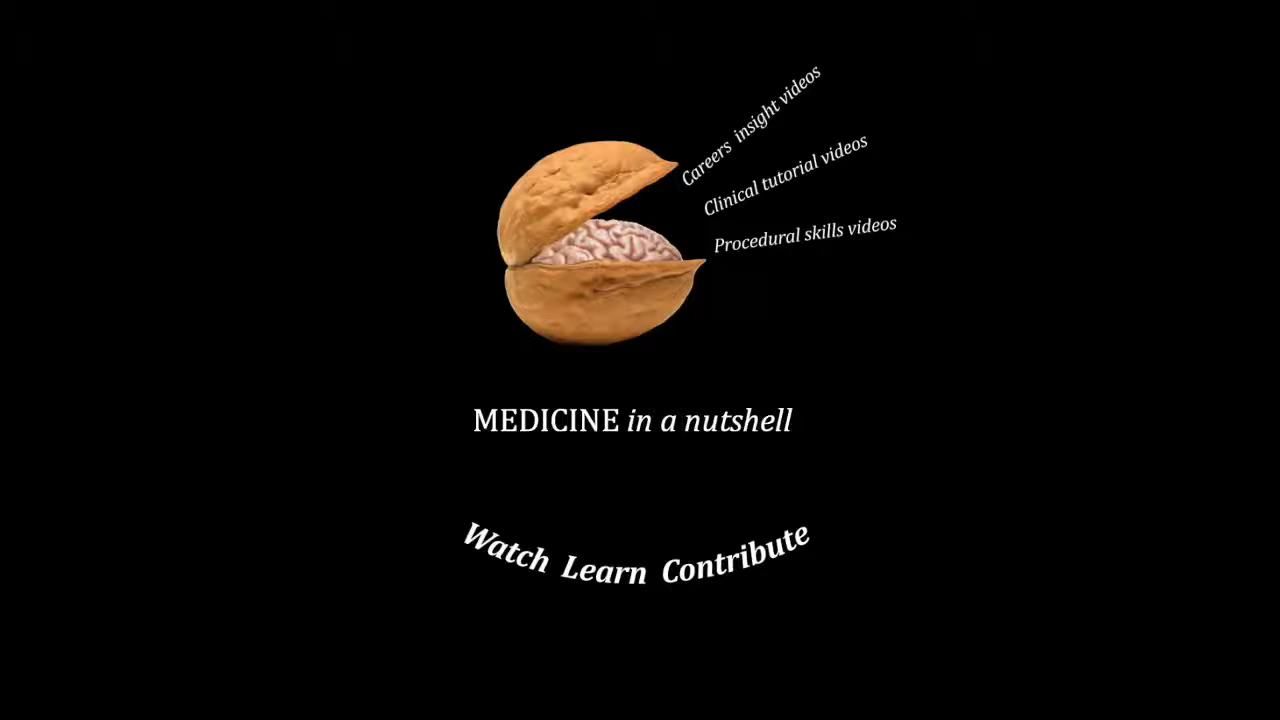 Careers insight videos
Clinical tutorial videos
Procedural skills videos
MEDICINE in a nutshell
Watch Learn Contribute